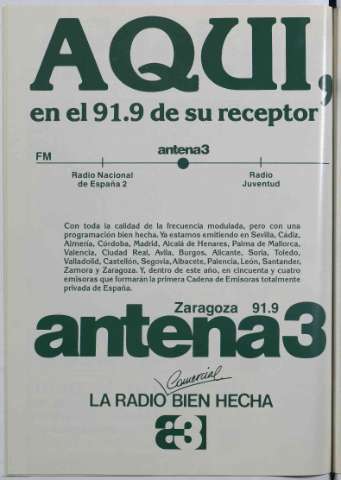 AQUI,
en el 91.9 de su receptor
antena3
FM
Radio Nacional
de España 2
Radio
Juventud
Con toda la calidad de la frecuencia modulada, pero con una
programación bien hecha. Ya estamos emitiendo en Sevilla, Cádiz,
Almería, Córdoba, Madrid, Alcalá de Henares, Palma de Mallorca,
Valencia, Ciudad Real, Avila, Burgos, Alicante, Soria, Toledo,
Valladolid, Castellón, Segovia, Albacete, Palencia, León, Santander,
Zamora y Zaragoza. Y, dentro de este año, en cincuenta y cuatro
emisoras que formarán la primera Cadena de Emisoras totalmente
privada de España.
Zaragoza 91.9
antena3
Comercial
LA RADIO BIEN HECHA
a3